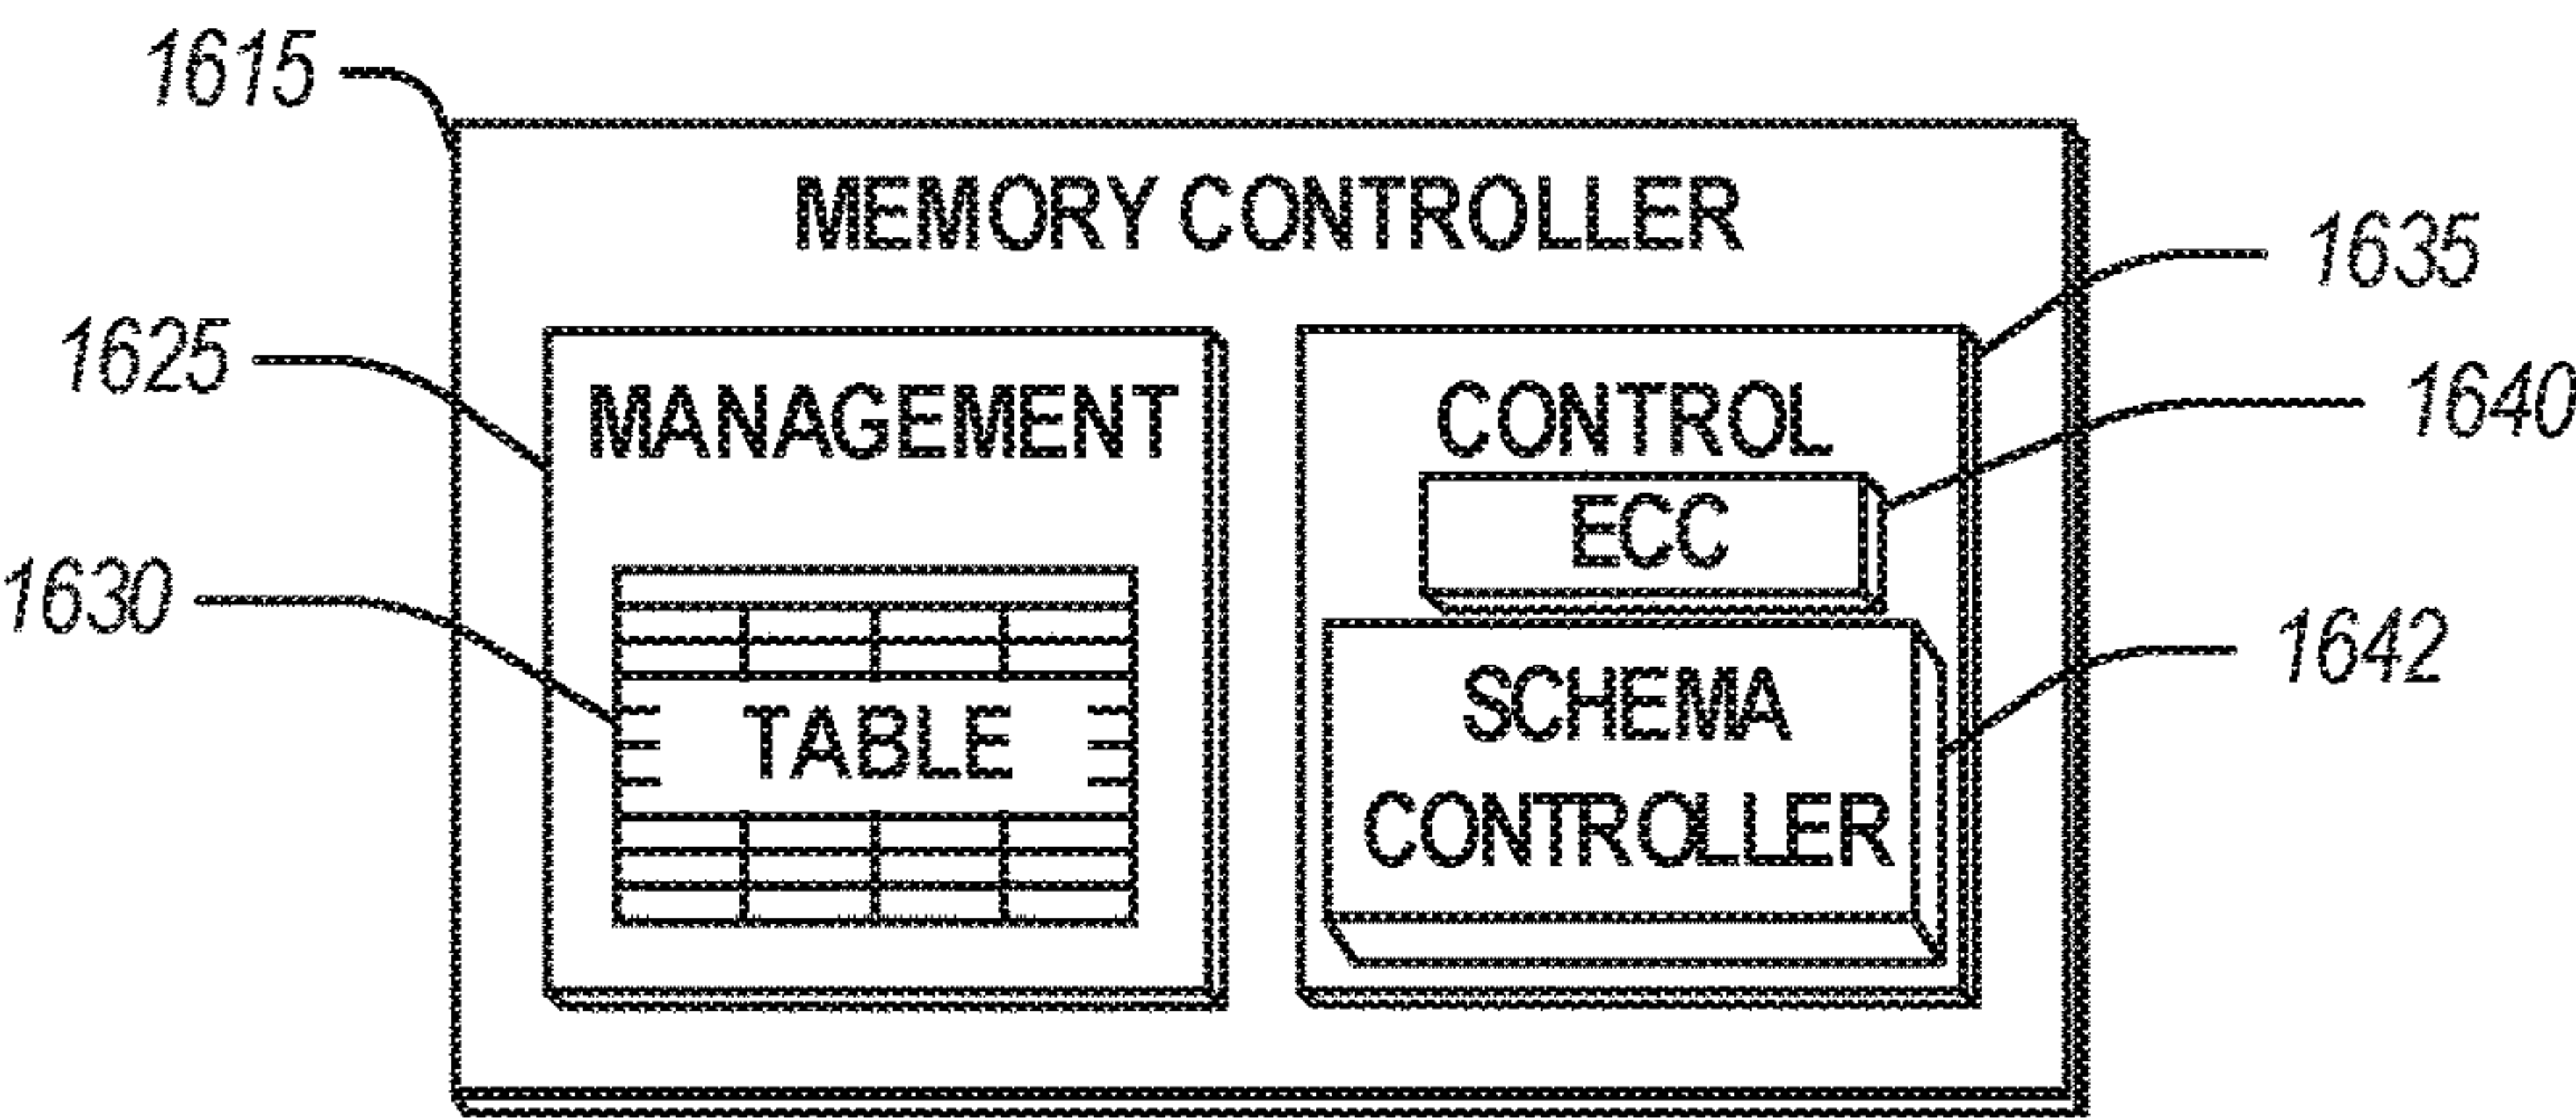 1615
MEMORY CONTROLLER
1635
1625
MANAGEMENT
CONTROL
1640
ECC
1630
TABLE
SCHEMA
CONTROLLER
1642